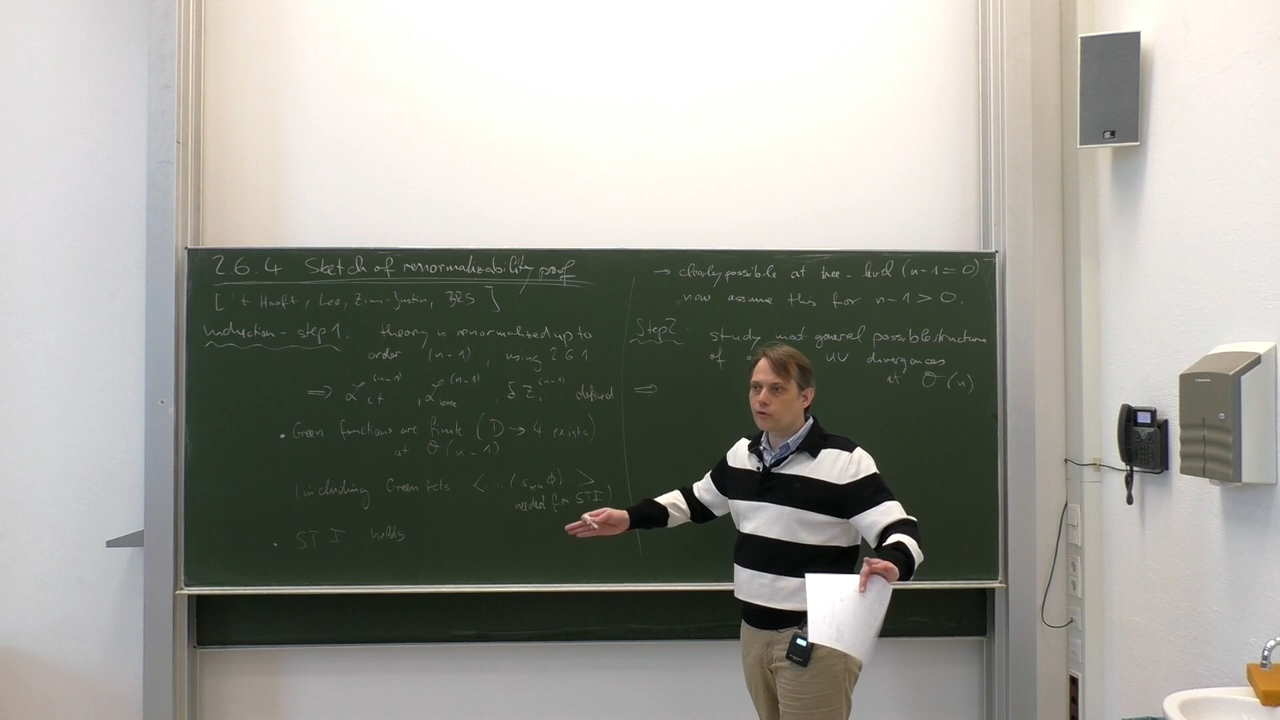 2.6.4 Sketch of renormalizability proof
['t Hooft, Lee, Zinn-Justin, BRS]
Induction-step 1: theory is renormalized up to
order (n-1), using 2.6.1
⇒ ℒ_ct^(n-1), ℒ_bare^(n-1), δZ^(n-1) defined
• Green functions are finite (D → 4 exists)
at O(n-1)
including Green fcts < ... (s φ) >
needed for STI)
• STI holds
→ clearly possible at tree-level (n-1=0)
now assume this for n-1 > 0.
Step 2: study most general possible structure
of UV divergences
at O(n)
⇒